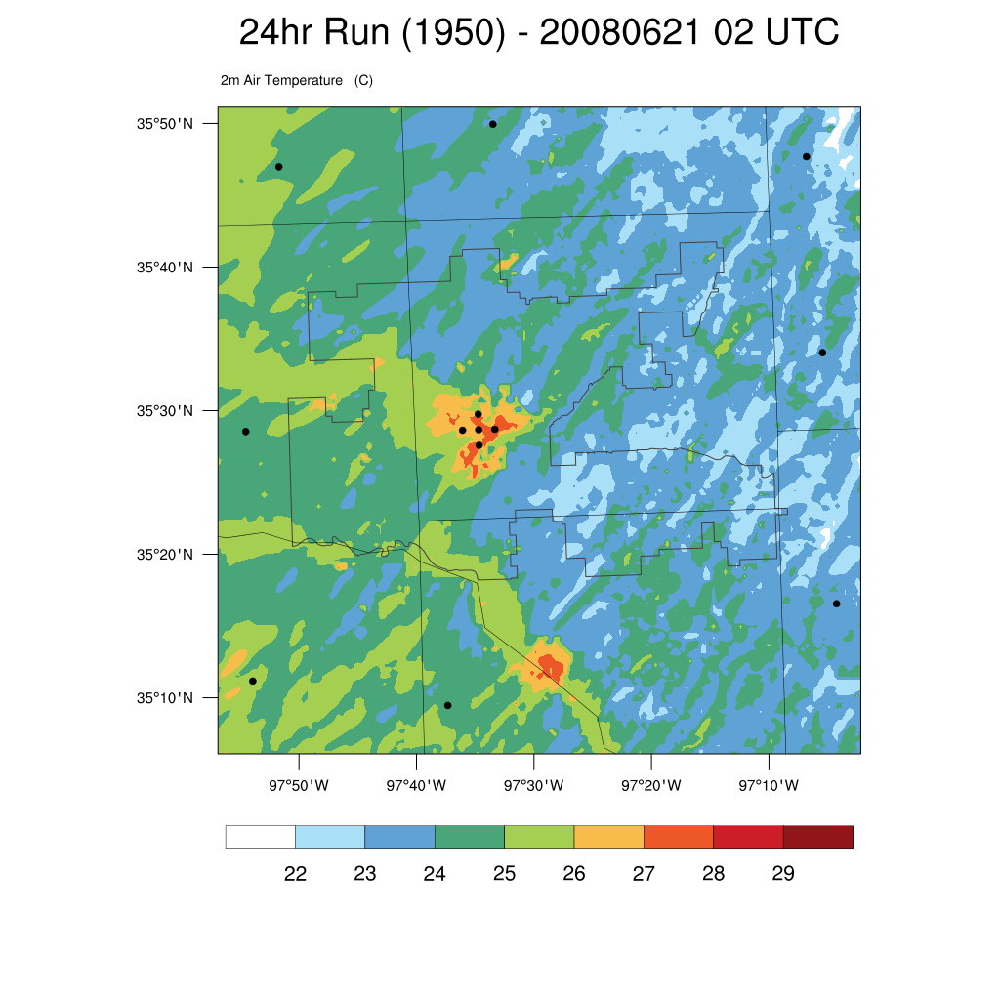 24hr Run (1950) - 20080621 02 UTC
2m Air Temperature (C)
35°50'N
35°40'N
35°30'N
35°20'N
35°10'N
97°50'W 97°40'W 97°30'W 97°20'W 97°10'W
22 23 24 25 26 27 28 29